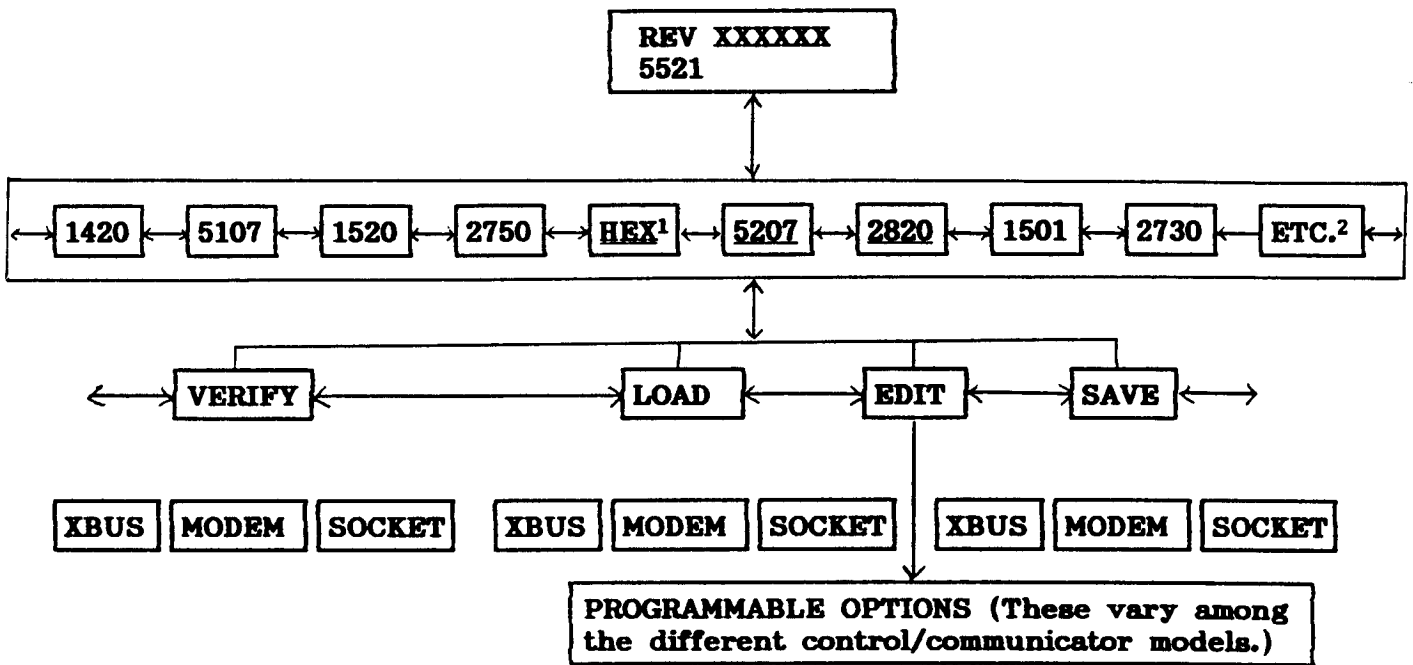 REV XXXXXX
5521
1420 5107 1520 2750 HEX¹ 5207 2820 1501 2730 ETC.²
VERIFY LOAD EDIT SAVE
XBUS MODEM SOCKET XBUS MODEM SOCKET XBUS MODEM SOCKET
PROGRAMMABLE OPTIONS (These vary among
the different control/communicator models.)